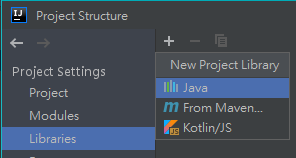 Project Structure
Project Settings
Project
Modules
Libraries
New Project Library
Java
From Maven...
Kotlin/JS